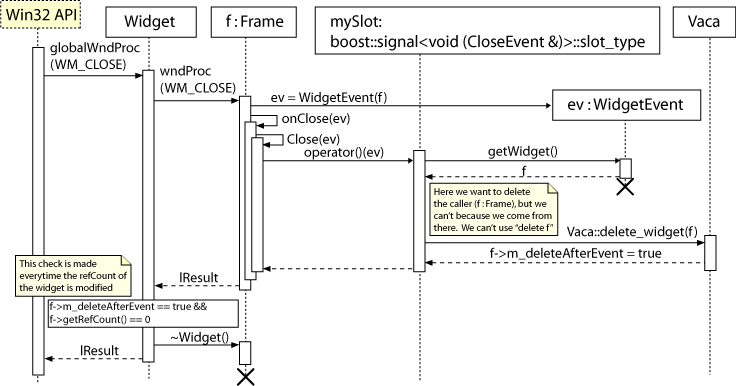 Win32 API
Widget
f : Frame
mySlot:
boost::signal<void (CloseEvent &)>::slot_type
Vaca
globalWndProc
(WM_CLOSE)
wndProc
(WM_CLOSE)
ev = WidgetEvent(f)
ev : WidgetEvent
onClose(ev)
Close(ev)
operator()(ev)
getWidget()
f
Here we want to delete
the caller (f : Frame), but we
can't because we come from
there. We can't use "delete f"
Vaca::delete_widget(f)
f->m_deleteAfterEvent = true
This check is made
everytime the refCount of
the widget is modified
lResult
f->m_deleteAfterEvent == true &&
f->getRefCount() == 0
~Widget()
lResult